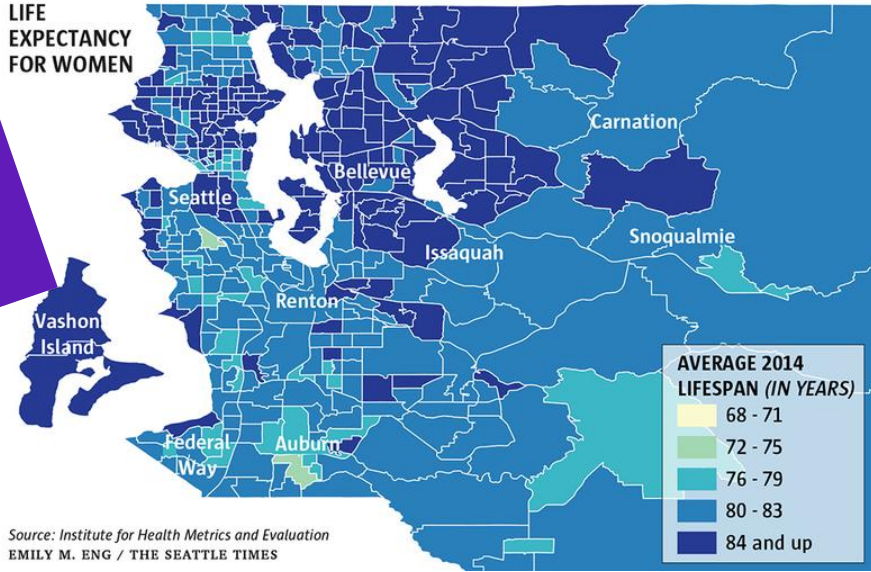 LIFE
EXPECTANCY
FOR WOMEN
Carnation
Bellevue
Seattle
Snoqualmie
Issaquah
Renton
Vashon
Island
Federal
Way
Auburn
AVERAGE 2014
LIFESPAN (IN YEARS)
68 - 71
72 - 75
76 - 79
80 - 83
84 and up
Source: Institute for Health Metrics and Evaluation
EMILY M. ENG / THE SEATTLE TIMES